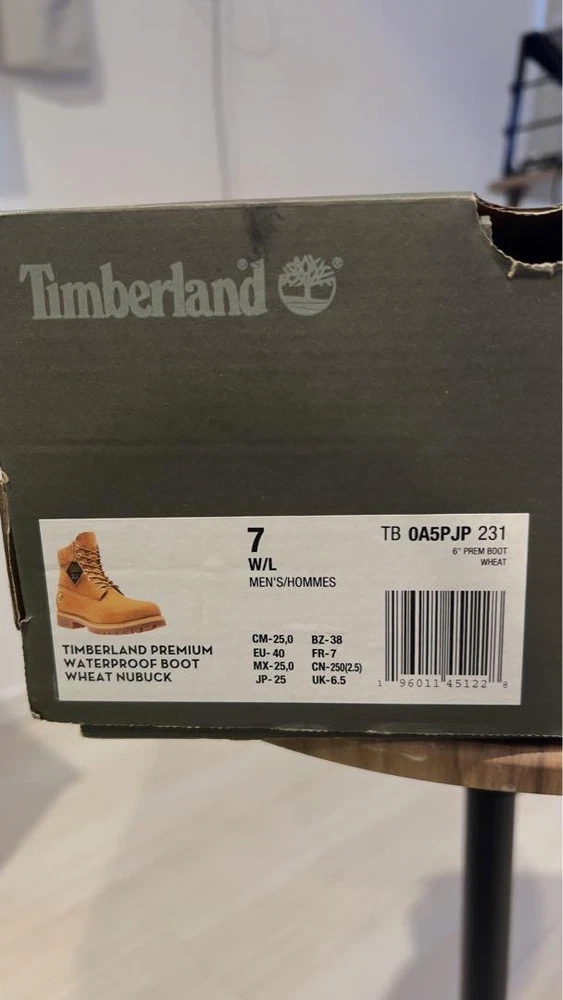 Timberland®®
7
W/L
MEN'S/HOMMES
TB 0A5PJP 231
6" PREM BOOT
WHEAT
TIMBERLAND PREMIUM
WATERPROOF BOOT
WHEAT NUBUCK
CM-25,0 BZ-38
EU- 40 FR-7
MX-25,0 CN-250(2.5)
JP- 25 UK-6.5
1 96011 45122 8